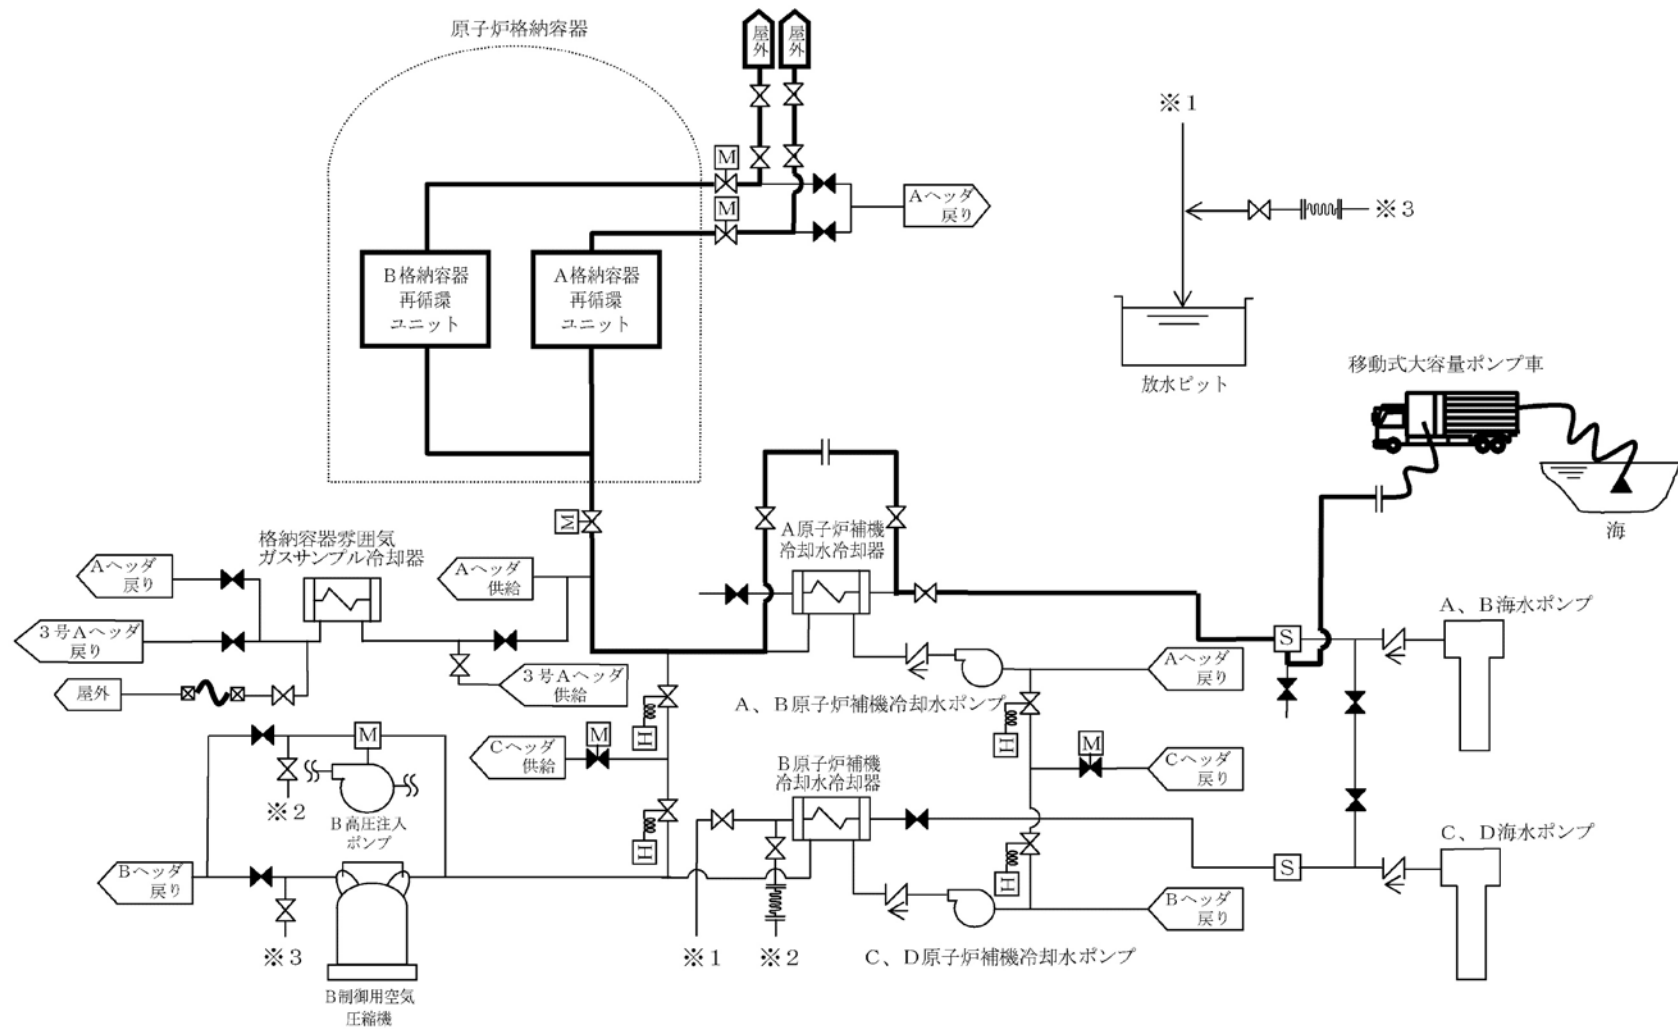 原子炉格納容器
屋外
屋外
※1
M
Aヘッダ
戻り
※3
M
B格納容器
再循環
ユニット
A格納容器
再循環
ユニット
放水ピット
移動式大容量ポンプ車
海
M
A原子炉補機
冷却水冷却器
格納容器雰囲気
ガスサンプル冷却器
Aヘッダ
戻り
Aヘッダ
供給
A、B海水ポンプ
3号Aヘッダ
戻り
S
屋外
3号Aヘッダ
供給
Aヘッダ
戻り
A、B原子炉補機冷却水ポンプ
H
H
M
Cヘッダ
供給
M
M
Cヘッダ
戻り
B原子炉補機
冷却水冷却器
※2
B高圧注入
ポンプ
H
H
C、D海水ポンプ
S
Bヘッダ
戻り
Bヘッダ
戻り
※3
※1
※2
C、D原子炉補機冷却水ポンプ
B制御用空気
圧縮機